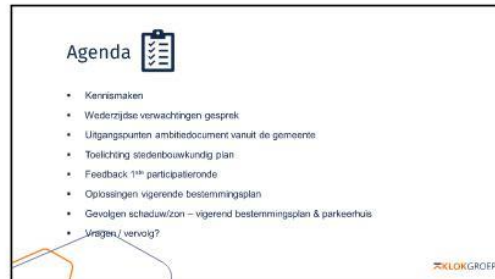 Agenda
• Kennismaken
• Wederzijdse verwachtingen gesprek
• Uitgangspunten ambitiedocument vanuit de gemeente
• Toelichting stedenbouwkundig plan
• Feedback 1ste participatieronde
• Oplossingen vigerende bestemmingsplan
• Gevolgen schaduw/zon – vigerend bestemmingsplan & parkeerhuis
• Vragen / vervolg?
KLOKGROEP